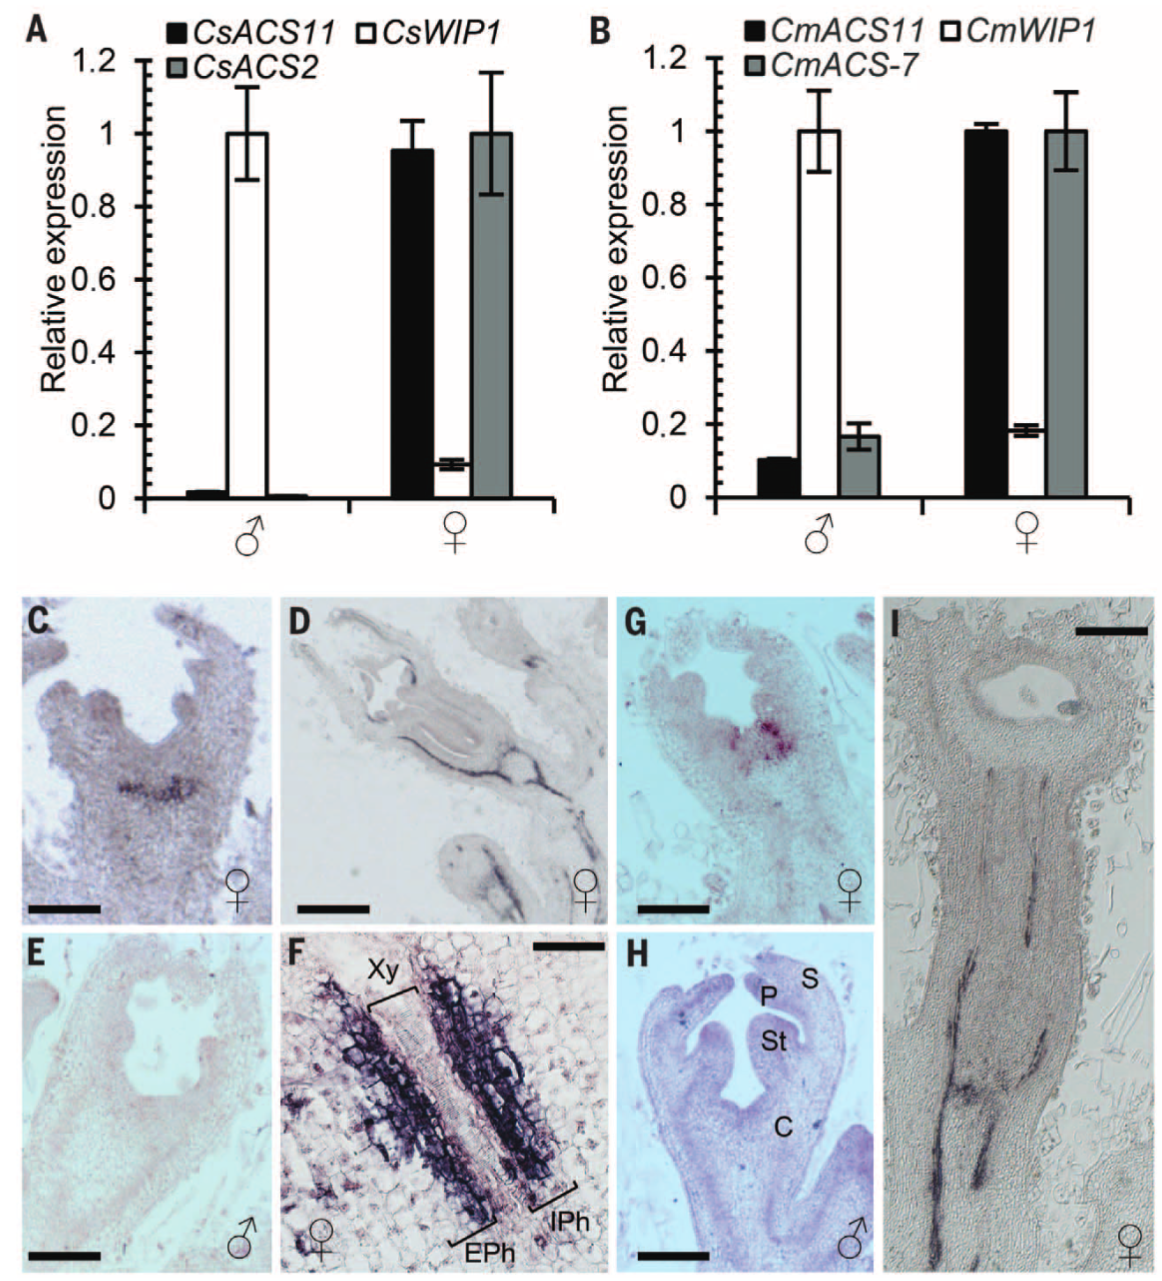 A
CsACS11 CsWIP1
CsACS2
Relative expression
1.2
1
0.8
0.6
0.4
0.2
0
♂ ♀
B
CmACS11 CmWIP1
CmACS-7
Relative expression
1.2
1
0.8
0.6
0.4
0.2
0
♂ ♀
C
♀
D
♀
G
♀
I
♀
E
♂
F
Xy
IPh
EPh
♀
H
S
P
St
C
♂